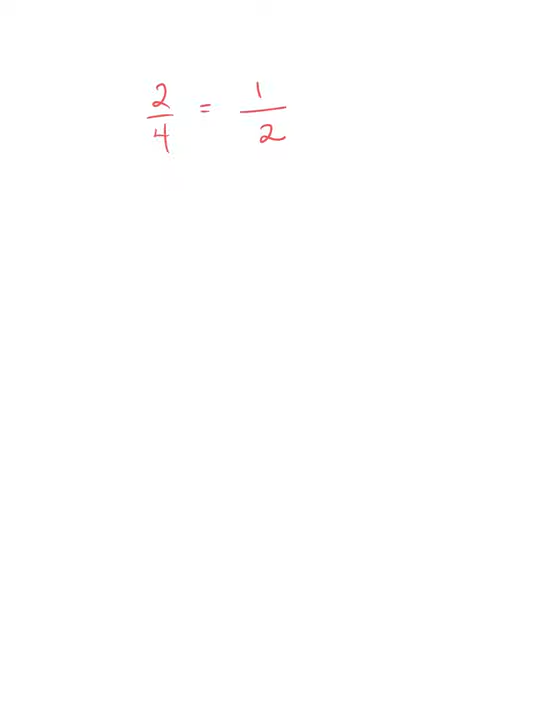 2/4 = 1/2